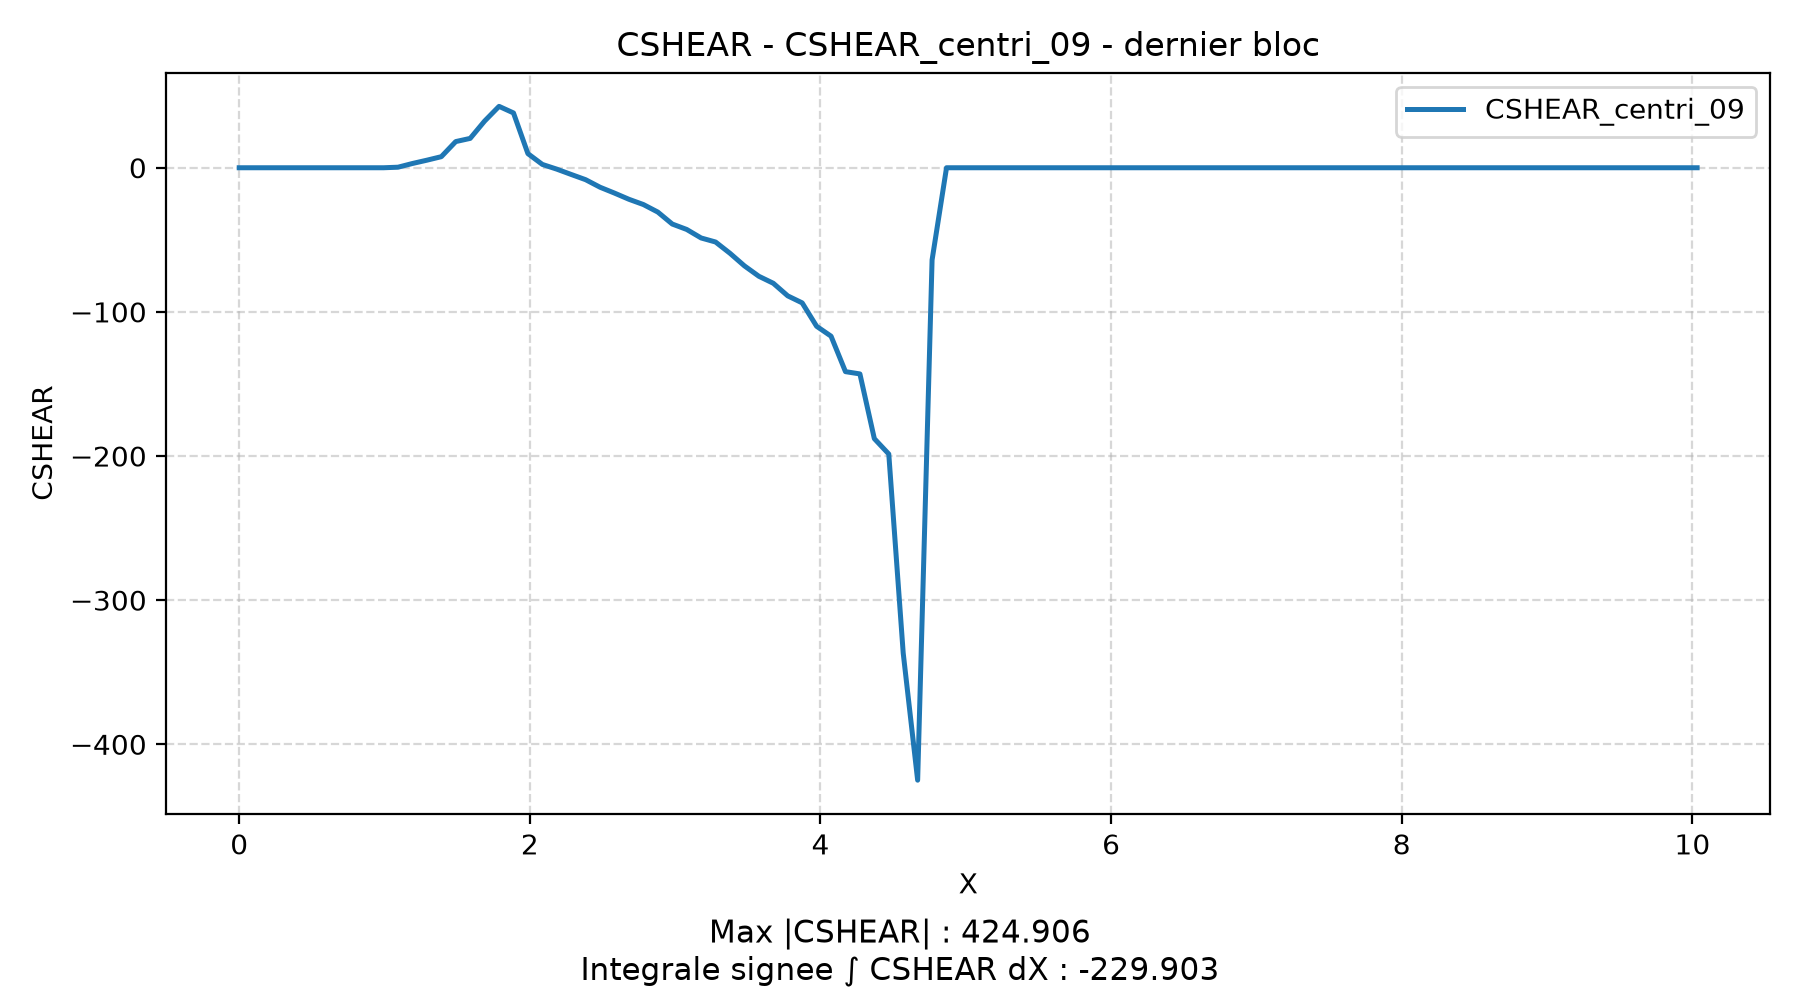 CSHEAR - CSHEAR_centri_09 - dernier bloc
CSHEAR_centri_09
0
−100
−200
−300
−400
CSHEAR
0 2 4 6 8 10
X
Max |CSHEAR| : 424.906
Integrale signee ∫ CSHEAR dX : -229.903